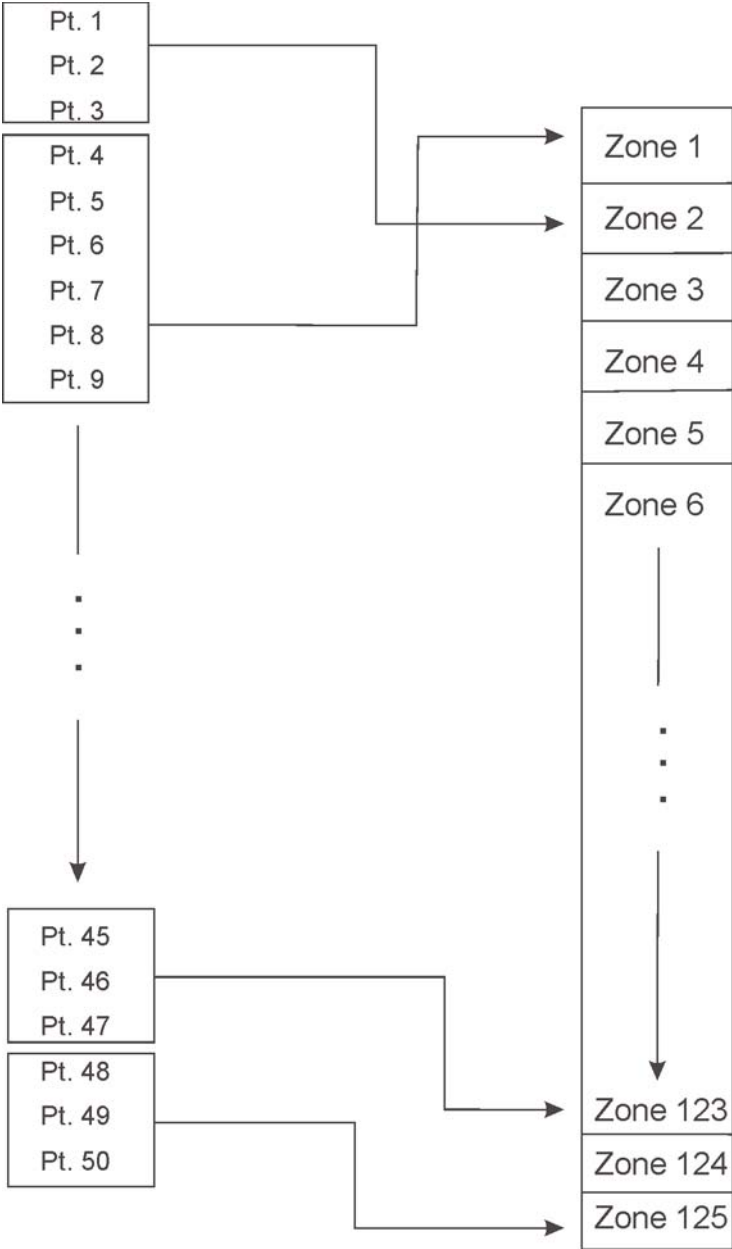 Pt. 1
Pt. 2
Pt. 3
Pt. 4
Pt. 5
Pt. 6
Pt. 7
Pt. 8
Pt. 9
Pt. 45
Pt. 46
Pt. 47
Pt. 48
Pt. 49
Pt. 50
Zone 1
Zone 2
Zone 3
Zone 4
Zone 5
Zone 6
Zone 123
Zone 124
Zone 125